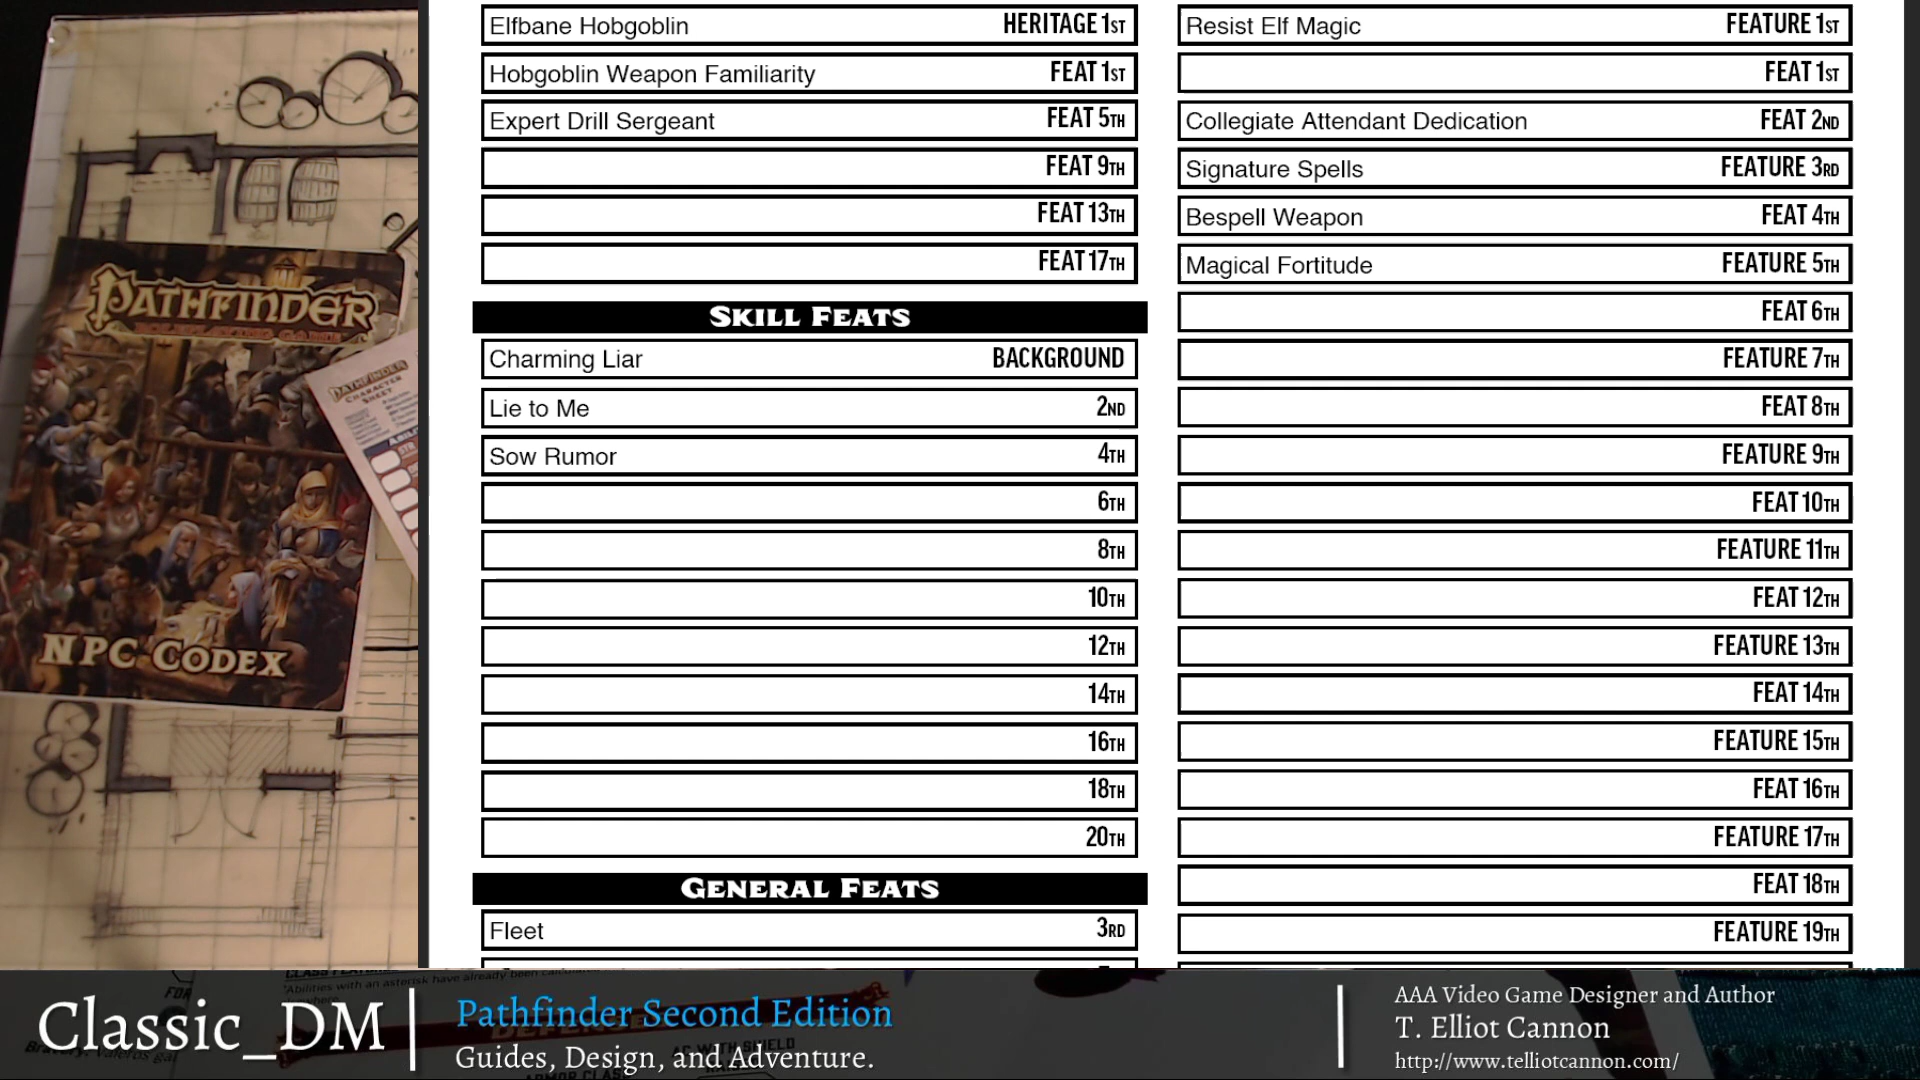 Elfbane Hobgoblin HERITAGE 1ST
Hobgoblin Weapon Familiarity FEAT 1ST
Expert Drill Sergeant FEAT 5TH
FEAT 9TH
FEAT 13TH
FEAT 17TH
SKILL FEATS
Charming Liar BACKGROUND
Lie to Me 2ND
Sow Rumor 4TH
6TH
8TH
10TH
12TH
14TH
16TH
18TH
20TH
GENERAL FEATS
Fleet 3RD
Resist Elf Magic FEATURE 1ST
FEAT 1ST
Collegiate Attendant Dedication FEAT 2ND
Signature Spells FEATURE 3RD
Bespell Weapon FEAT 4TH
Magical Fortitude FEATURE 5TH
FEAT 6TH
FEATURE 7TH
FEAT 8TH
FEATURE 9TH
FEAT 10TH
FEATURE 11TH
FEAT 12TH
FEATURE 13TH
FEAT 14TH
FEATURE 15TH
FEAT 16TH
FEATURE 17TH
FEAT 18TH
FEATURE 19TH
PATHFINDER
ROLEPLAYING GAME
NPC CODEX
PATHFINDER
CHARACTER
SHEET
Classic_DM
Pathfinder Second Edition
Guides, Design, and Adventure.
AAA Video Game Designer and Author
T. Elliot Cannon
http://www.telliotcannon.com/